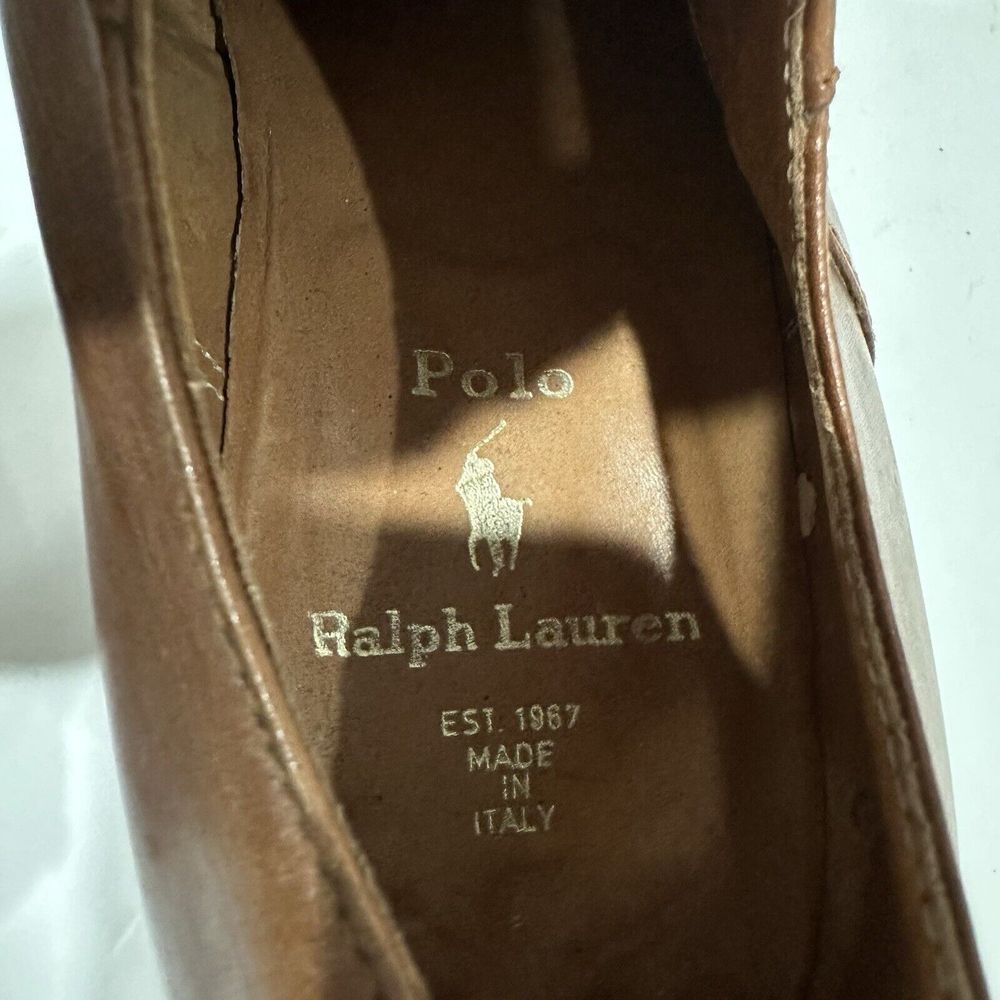 Polo
Ralph Lauren
EST. 1967
MADE
IN
ITALY